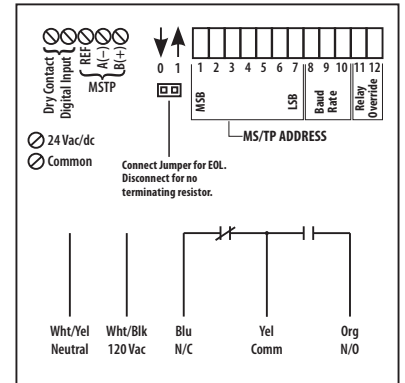 Dry Contact
Digital Input
REF
A(−)
B(+)
MSTP
0 1
1 2 3 4 5 6 7 8 9 10 11 12
MSB
LSB
Baud
Rate
Relay
Override
MS/TP ADDRESS
24 Vac/dc
Common
Connect Jumper for EOL.
Disconnect for no
terminating resistor.
Wht/Yel Wht/Blk Blu Yel Org
Neutral 120 Vac N/C Comm N/O